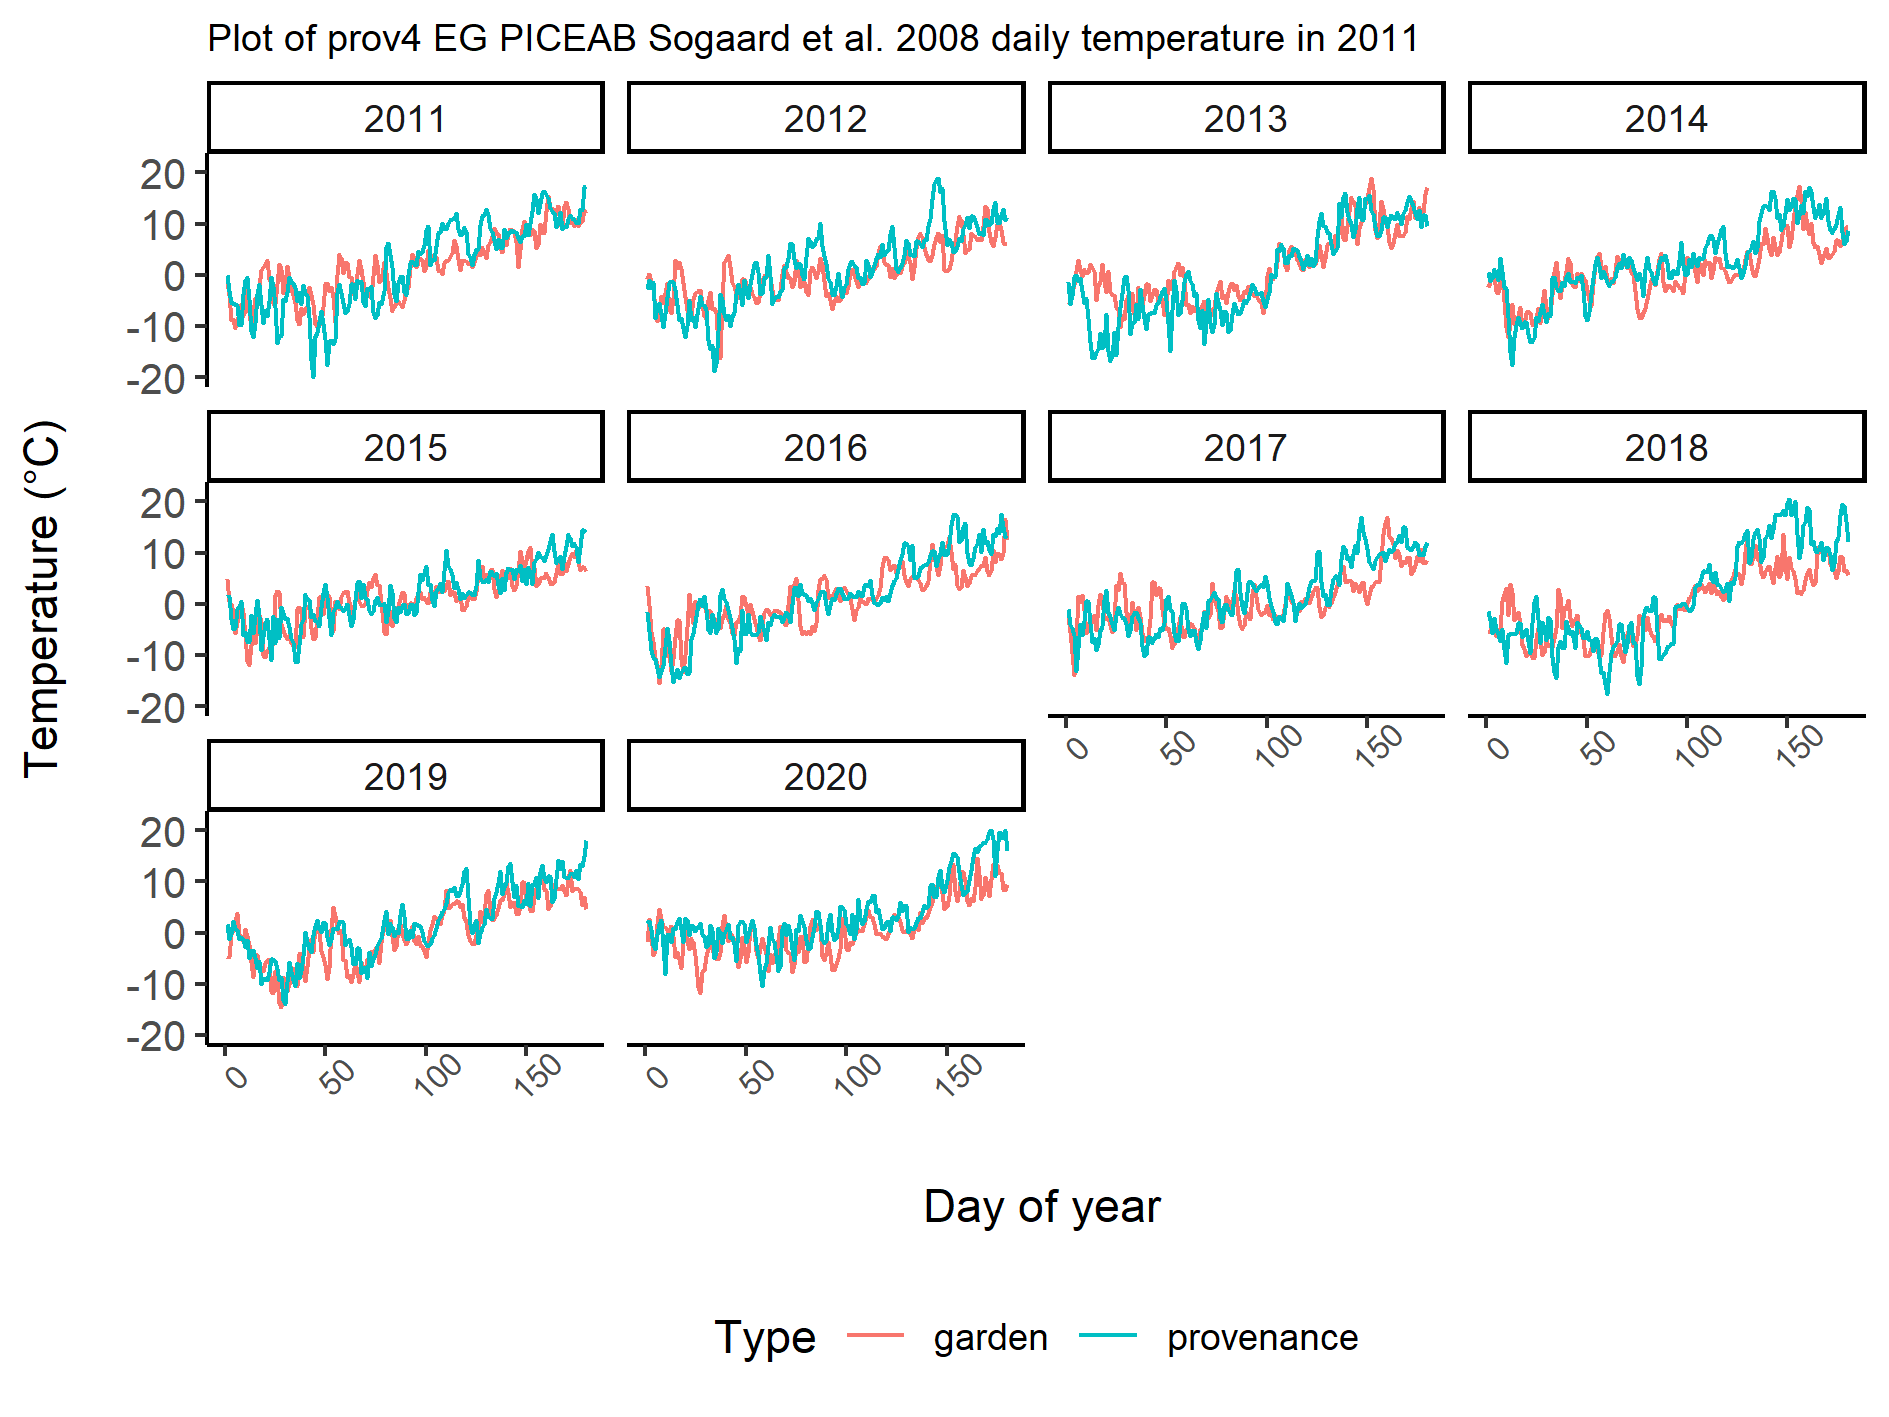 Plot of prov4 EG PICEAB Sogaard et al. 2008 daily temperature in 2011
2011 2012 2013 2014
20
10
0
-10
-20
2015 2016 2017 2018
20
10
0
-10
-20
0 50 100 150 0 50 100 150
2019 2020
20
10
0
-10
-20
0 50 100 150 0 50 100 150
Temperature (°C)
Day of year
Type garden provenance